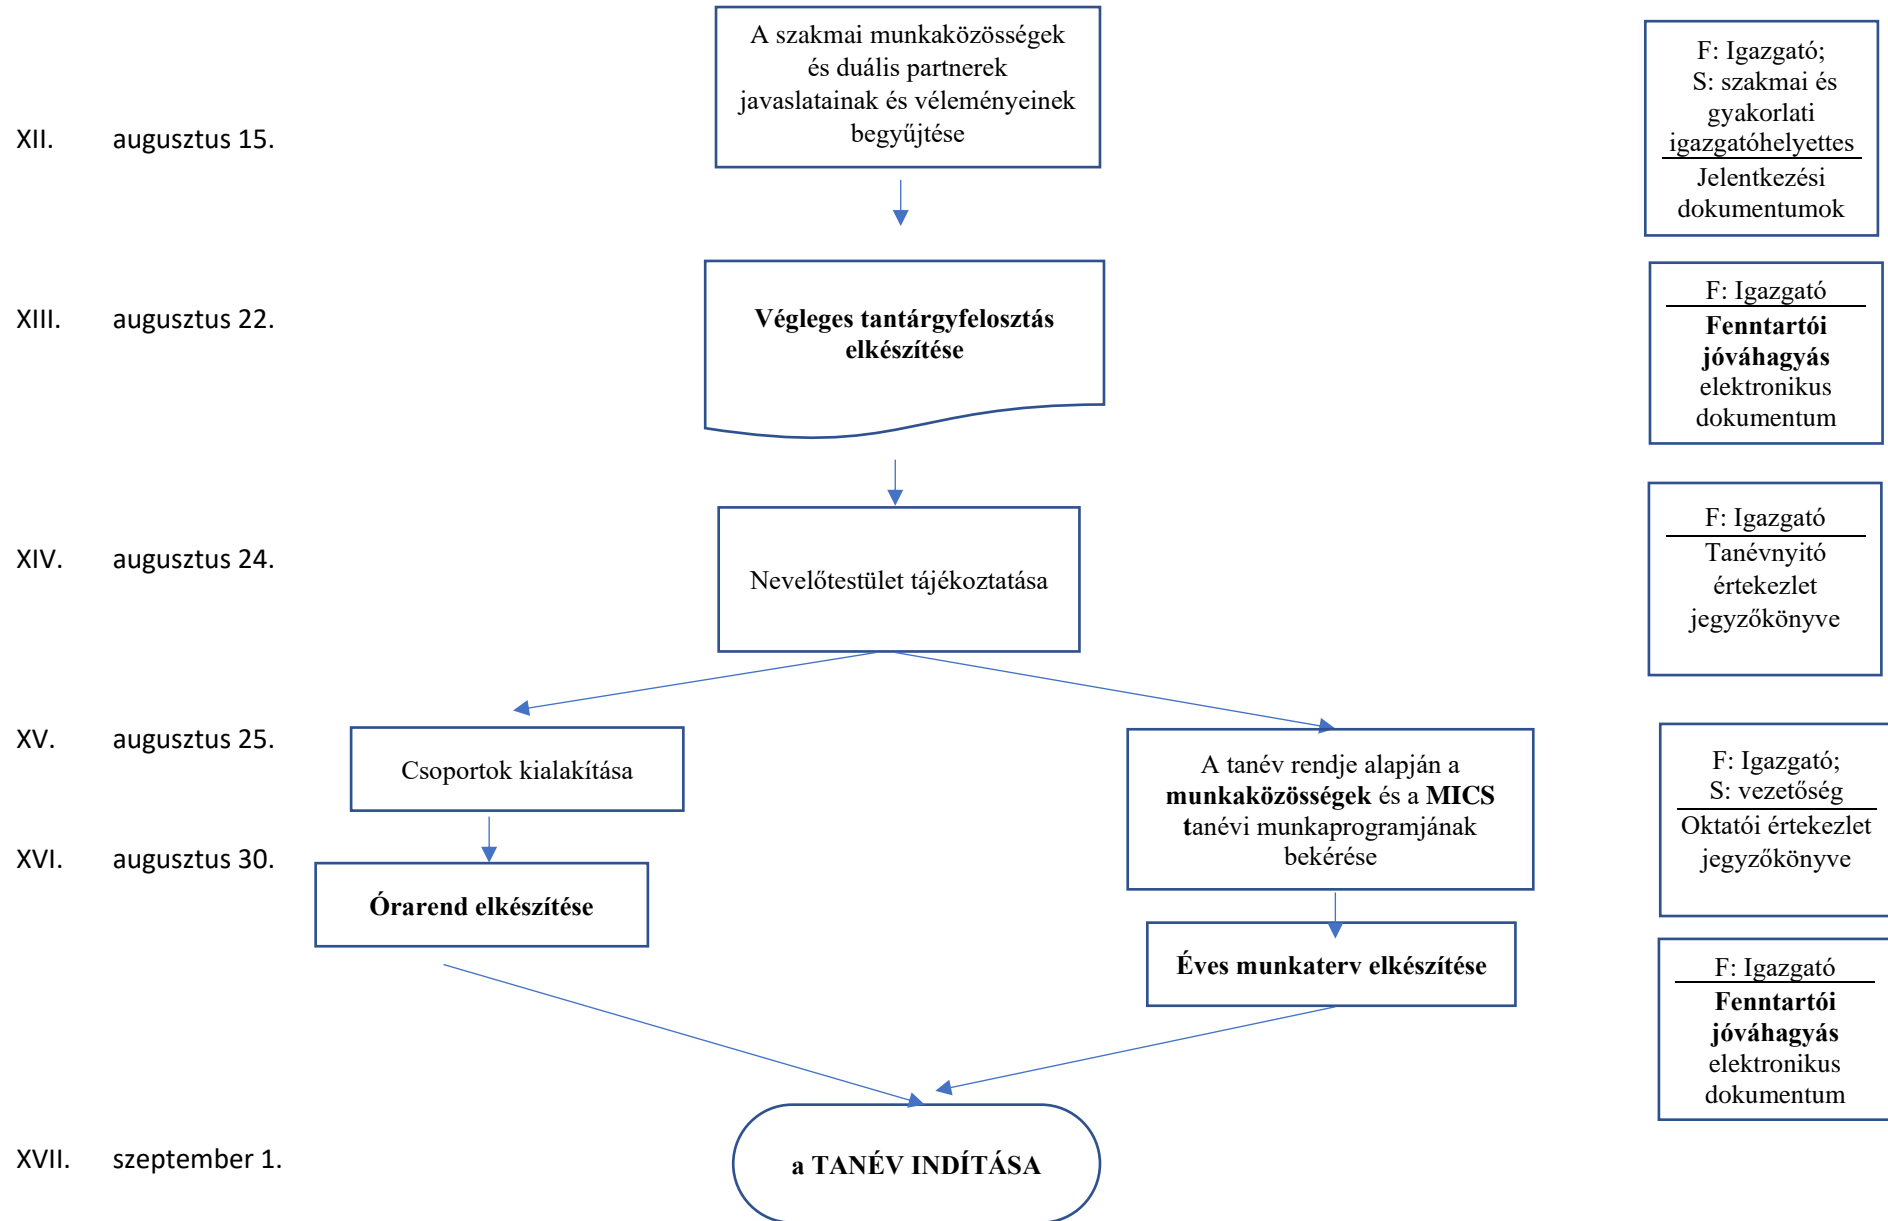 A szakmai munkaközösségek
és duális partnerek
javaslatainak és véleményeinek
begyűjtése
XII. augusztus 15.
F: Igazgató;
S: szakmai és
gyakorlati
igazgatóhelyettes
Jelentkezési
dokumentumok
XIII. augusztus 22.
Végleges tantárgyfelosztás
elkészítése
F: Igazgató
Fenntartói
jóváhagyás
elektronikus
dokumentum
XIV. augusztus 24.
Nevelőtestület tájékoztatása
F: Igazgató
Tanévnyitó
értekezlet
jegyzőkönyve
XV. augusztus 25.
Csoportok kialakítása
A tanév rendje alapján a
munkaközösségek és a MICS
tanévi munkaprogramjának
bekérése
F: Igazgató;
S: vezetőség
Oktatói értekezlet
jegyzőkönyve
XVI. augusztus 30.
Órarend elkészítése
Éves munkaterv elkészítése
F: Igazgató
Fenntartói
jóváhagyás
elektronikus
dokumentum
XVII. szeptember 1.
a TANÉV INDÍTÁSA